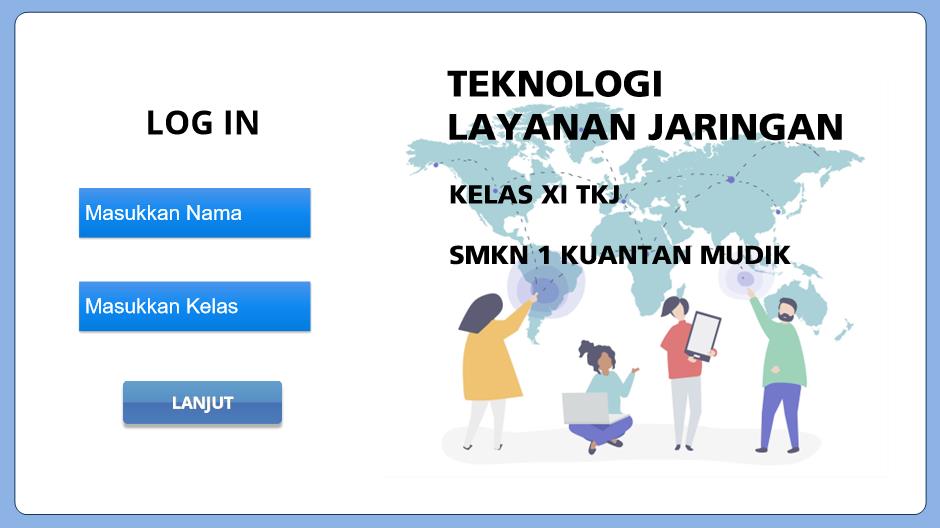 LOG IN
Masukkan Nama
Masukkan Kelas
LANJUT
TEKNOLOGI
LAYANAN JARINGAN
KELAS XI TKJ
SMKN 1 KUANTAN MUDIK